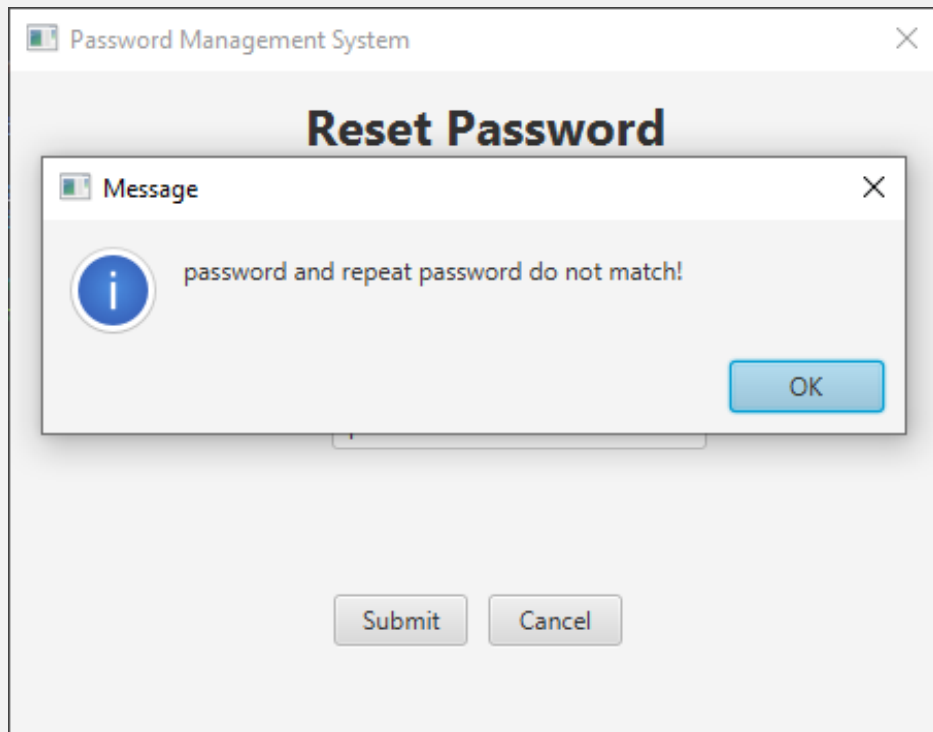 Password Management System
Reset Password
Message
password and repeat password do not match!
OK
Submit
Cancel